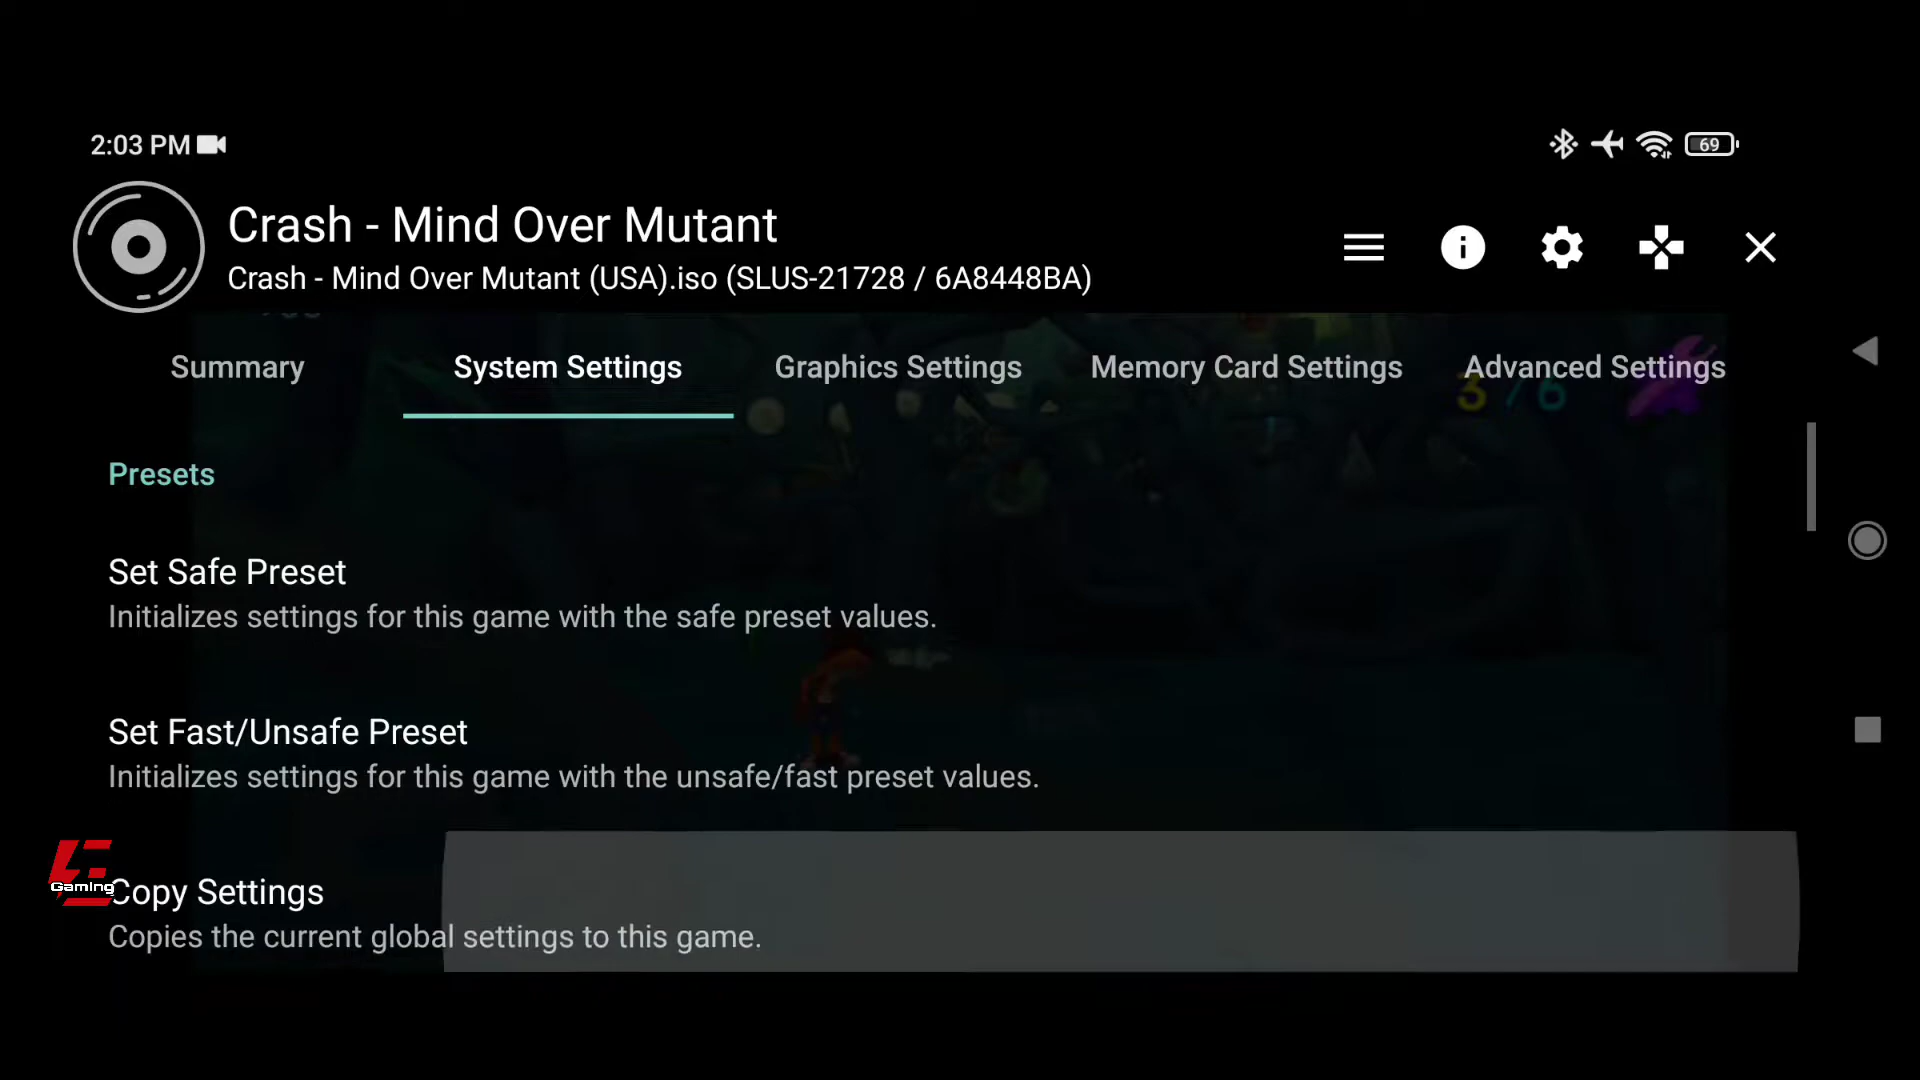 2:03 PM
69
Crash - Mind Over Mutant
Crash - Mind Over Mutant (USA).iso (SLUS-21728 / 6A8448BA)
Summary System Settings Graphics Settings Memory Card Settings Advanced Settings
3 / 6
Presets
Set Safe Preset
Initializes settings for this game with the safe preset values.
Set Fast/Unsafe Preset
Initializes settings for this game with the unsafe/fast preset values.
Gaming
Copy Settings
Copies the current global settings to this game.